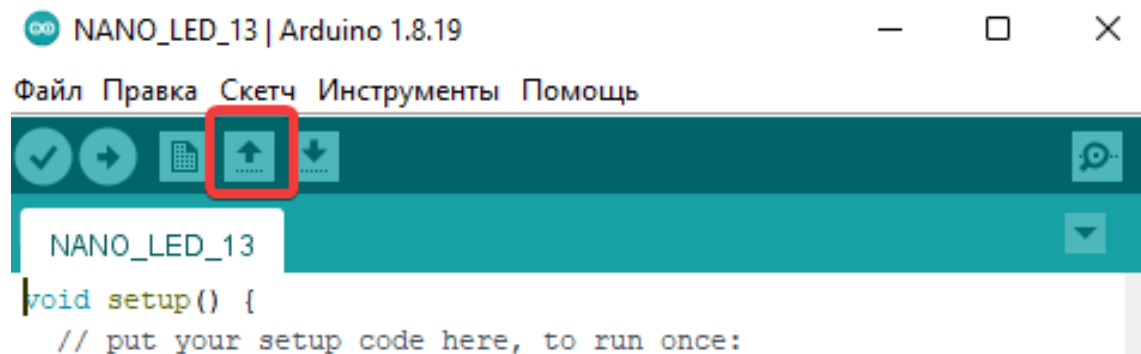 NANO_LED_13 | Arduino 1.8.19
Файл Правка Скетч Инструменты Помощь
NANO_LED_13
void setup() {
// put your setup code here, to run once: